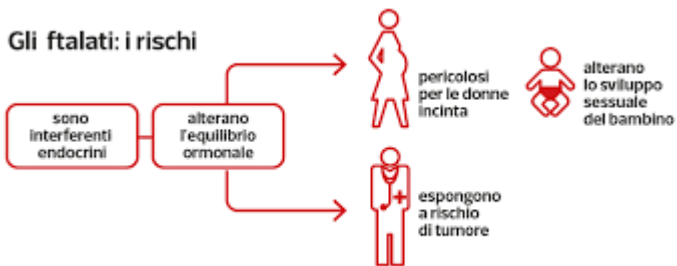 Gli ftalati: i rischi
sono
interferenti
endocrini
alterano
l'equilibrio
ormonale
pericolosi
per le donne
incinta
alterano
lo sviluppo
sessuale
del bambino
espongono
a rischio
di tumore